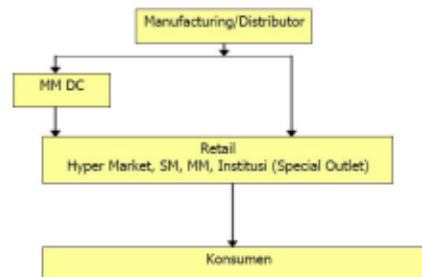 Manufacturing/Distributor
MM DC
Retail
Hyper Market, SM, MM, Institusi (Special Outlet)
Konsumen